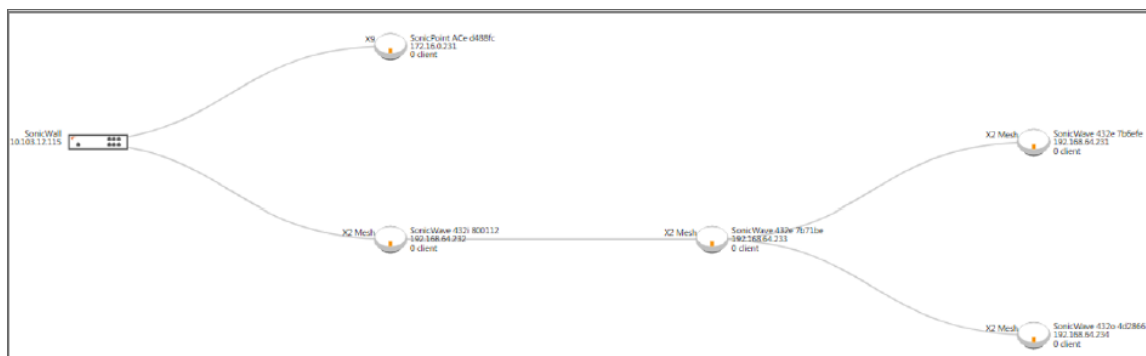 X9
SonicPoint ACe d488fc
172.16.0.231
0 client
SonicWall
10.103.12.115
X2 Mesh
SonicWave 432e 7b6efe
192.168.64.231
0 client
X2 Mesh
SonicWave 432i 800112
192.168.64.232
0 client
X2 Mesh
SonicWave 432e 7b71be
192.168.64.233
0 client
X2 Mesh
SonicWave 432o 4d2866
192.168.64.234
0 client